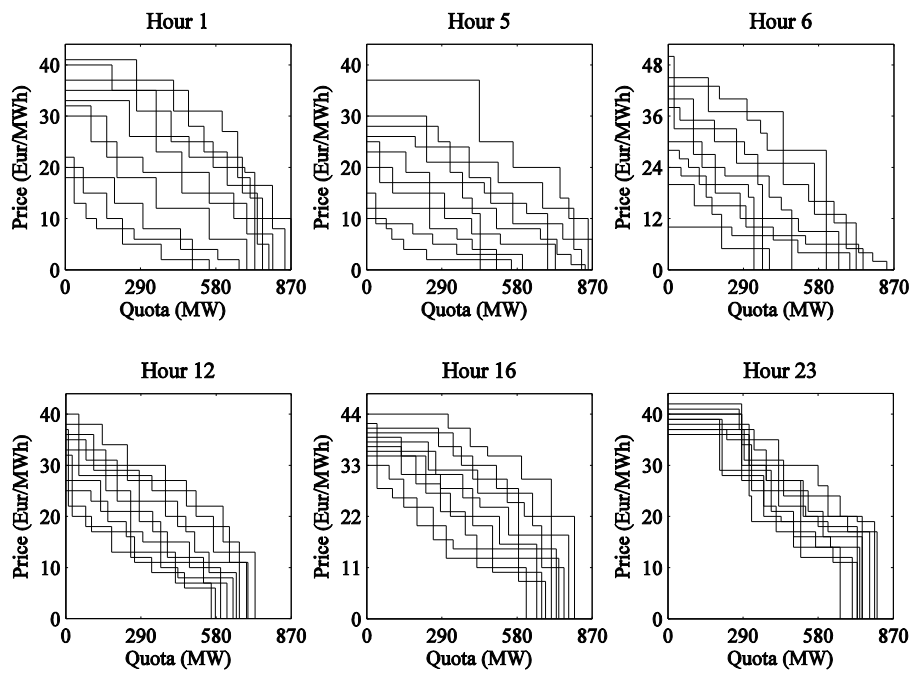 Hour 1
Price (Eur/MWh)
40
30
20
10
0
0 290 580 870
Quota (MW)
Hour 5
Price (Eur/MWh)
40
30
20
10
0
0 290 580 870
Quota (MW)
Hour 6
Price (Eur/MWh)
48
36
24
12
0
0 290 580 870
Quota (MW)
Hour 12
Price (Eur/MWh)
40
30
20
10
0
0 290 580 870
Quota (MW)
Hour 16
Price (Eur/MWh)
44
33
22
11
0
0 290 580 870
Quota (MW)
Hour 23
Price (Eur/MWh)
40
30
20
10
0
0 290 580 870
Quota (MW)